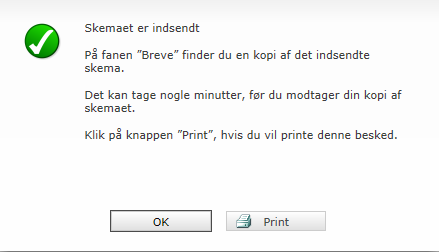 Skemaet er indsendt
På fanen ”Breve” finder du en kopi af det indsendte
skema.
Det kan tage nogle minutter, før du modtager din kopi af
skemaet.
Klik på knappen ”Print”, hvis du vil printe denne besked.
OK
Print